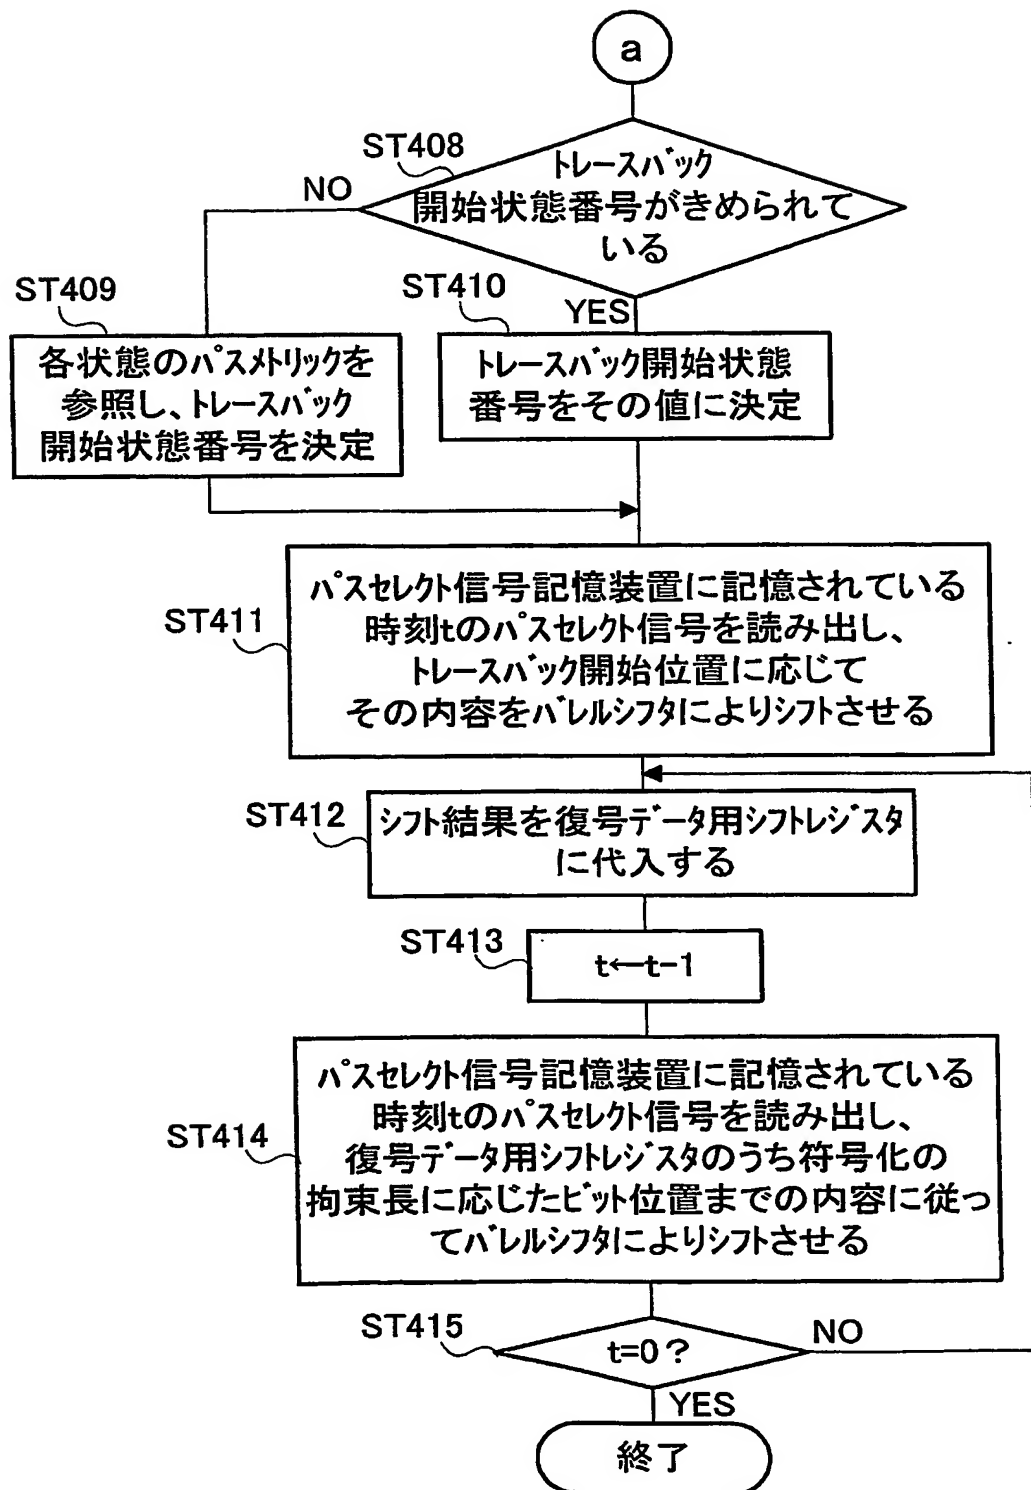 a
ST408
トレースバック
開始状態番号がきめられて
いる
NO
YES
ST409
各状態のパスメトリックを
参照し、トレースバック
開始状態番号を決定
ST410
トレースバック開始状態
番号をその値に決定
ST411
パスセレクト信号記憶装置に記憶されている
時刻tのパスセレクト信号を読み出し、
トレースバック開始位置に応じて
その内容をバレルシフタによりシフトさせる
ST412
シフト結果を復号データ用シフトレジスタ
に代入する
ST413
t←t-1
ST414
パスセレクト信号記憶装置に記憶されている
時刻tのパスセレクト信号を読み出し、
復号データ用シフトレジスタのうち符号化の
拘束長に応じたビット位置までの内容に従っ
てバレルシフタによりシフトさせる
ST415
t=0？
NO
YES
終了